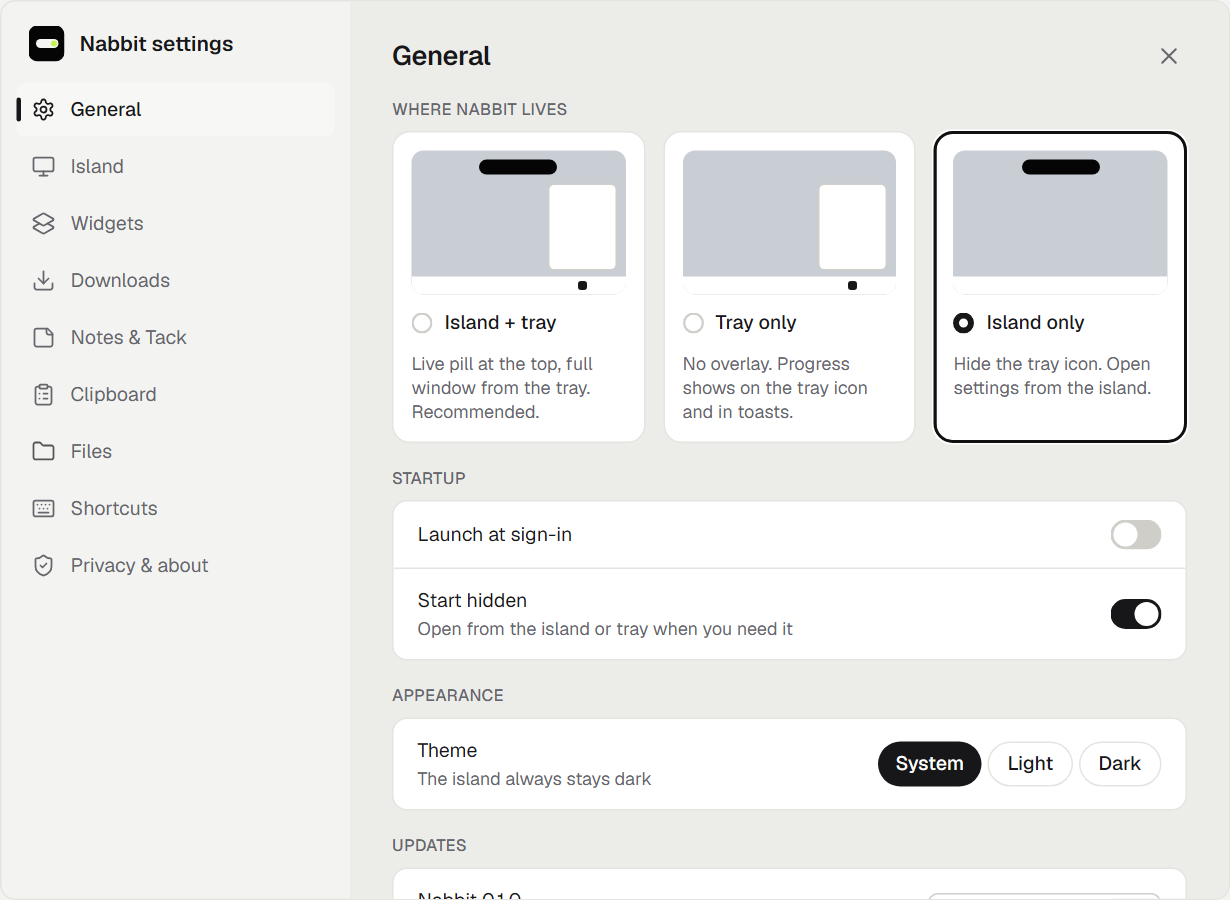 Nabbit settings
General
Island
Widgets
Downloads
Notes & Tack
Clipboard
Files
Shortcuts
Privacy & about
General
WHERE NABBIT LIVES
Island + tray
Live pill at the top, full
window from the tray.
Recommended.
Tray only
No overlay. Progress
shows on the tray icon
and in toasts.
Island only
Hide the tray icon. Open
settings from the island.
STARTUP
Launch at sign-in
Start hidden
Open from the island or tray when you need it
APPEARANCE
Theme
The island always stays dark
System
Light
Dark
UPDATES
Nabbit 0.1.0